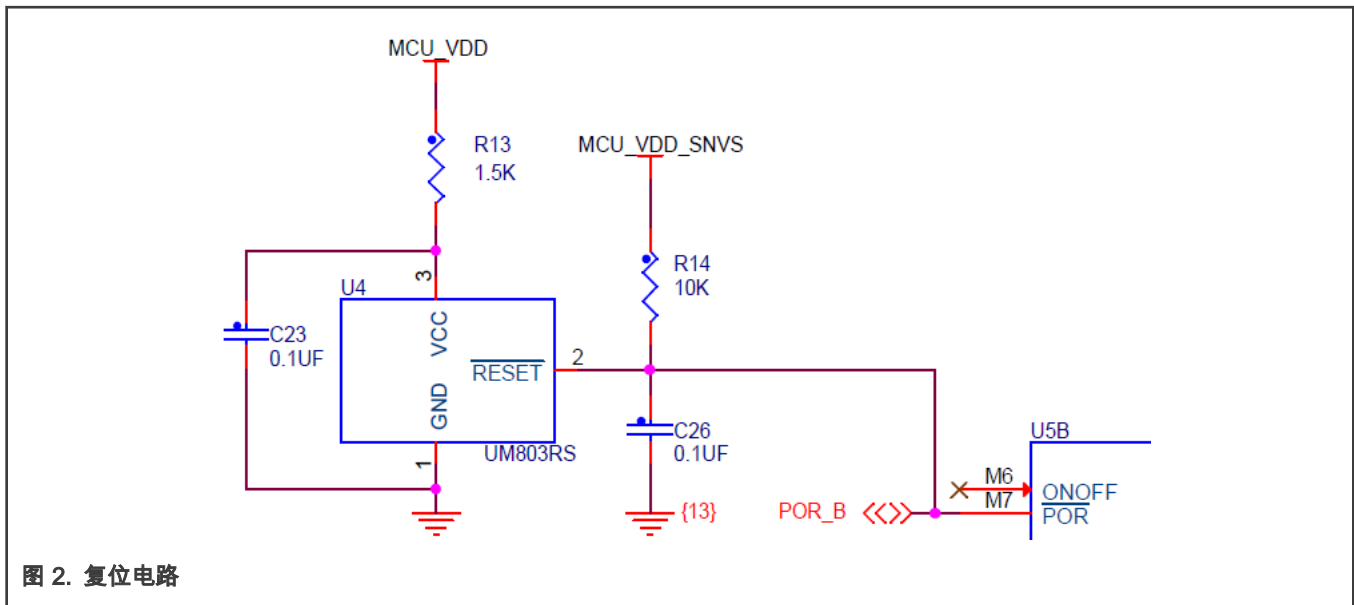 MCU_VDD
R13
1.5K
MCU_VDD_SNVS
R14
10K
3
U4
C23
0.1UF
VCC
RESET
GND
2
UM803RS
1
C26
0.1UF
{13}
POR_B
U5B
M6
ONOFF
M7
POR
图 2. 复位电路